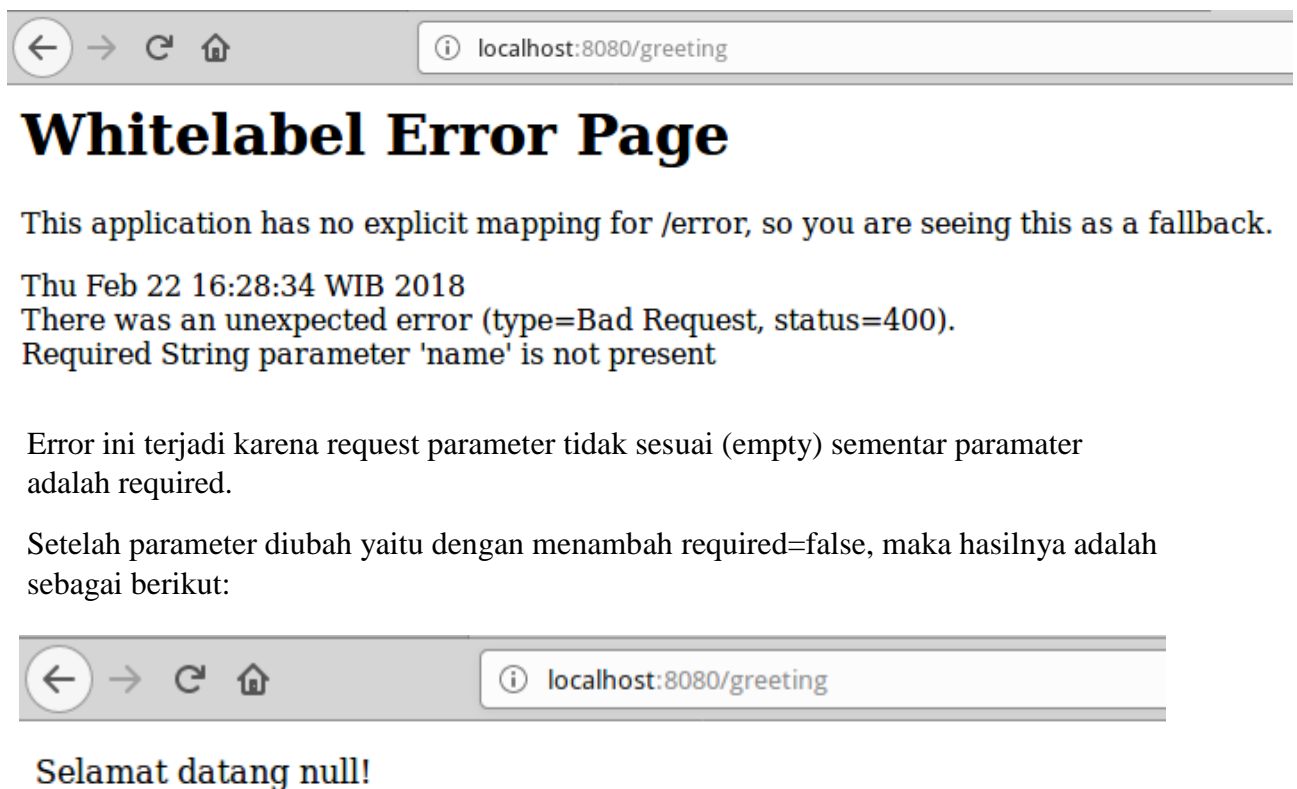 localhost:8080/greeting
Whitelabel Error Page
This application has no explicit mapping for /error, so you are seeing this as a fallback.
Thu Feb 22 16:28:34 WIB 2018
There was an unexpected error (type=Bad Request, status=400).
Required String parameter 'name' is not present
Error ini terjadi karena request parameter tidak sesuai (empty) sementar paramater
adalah required.
Setelah parameter diubah yaitu dengan menambah required=false, maka hasilnya adalah
sebagai berikut:
localhost:8080/greeting
Selamat datang null!